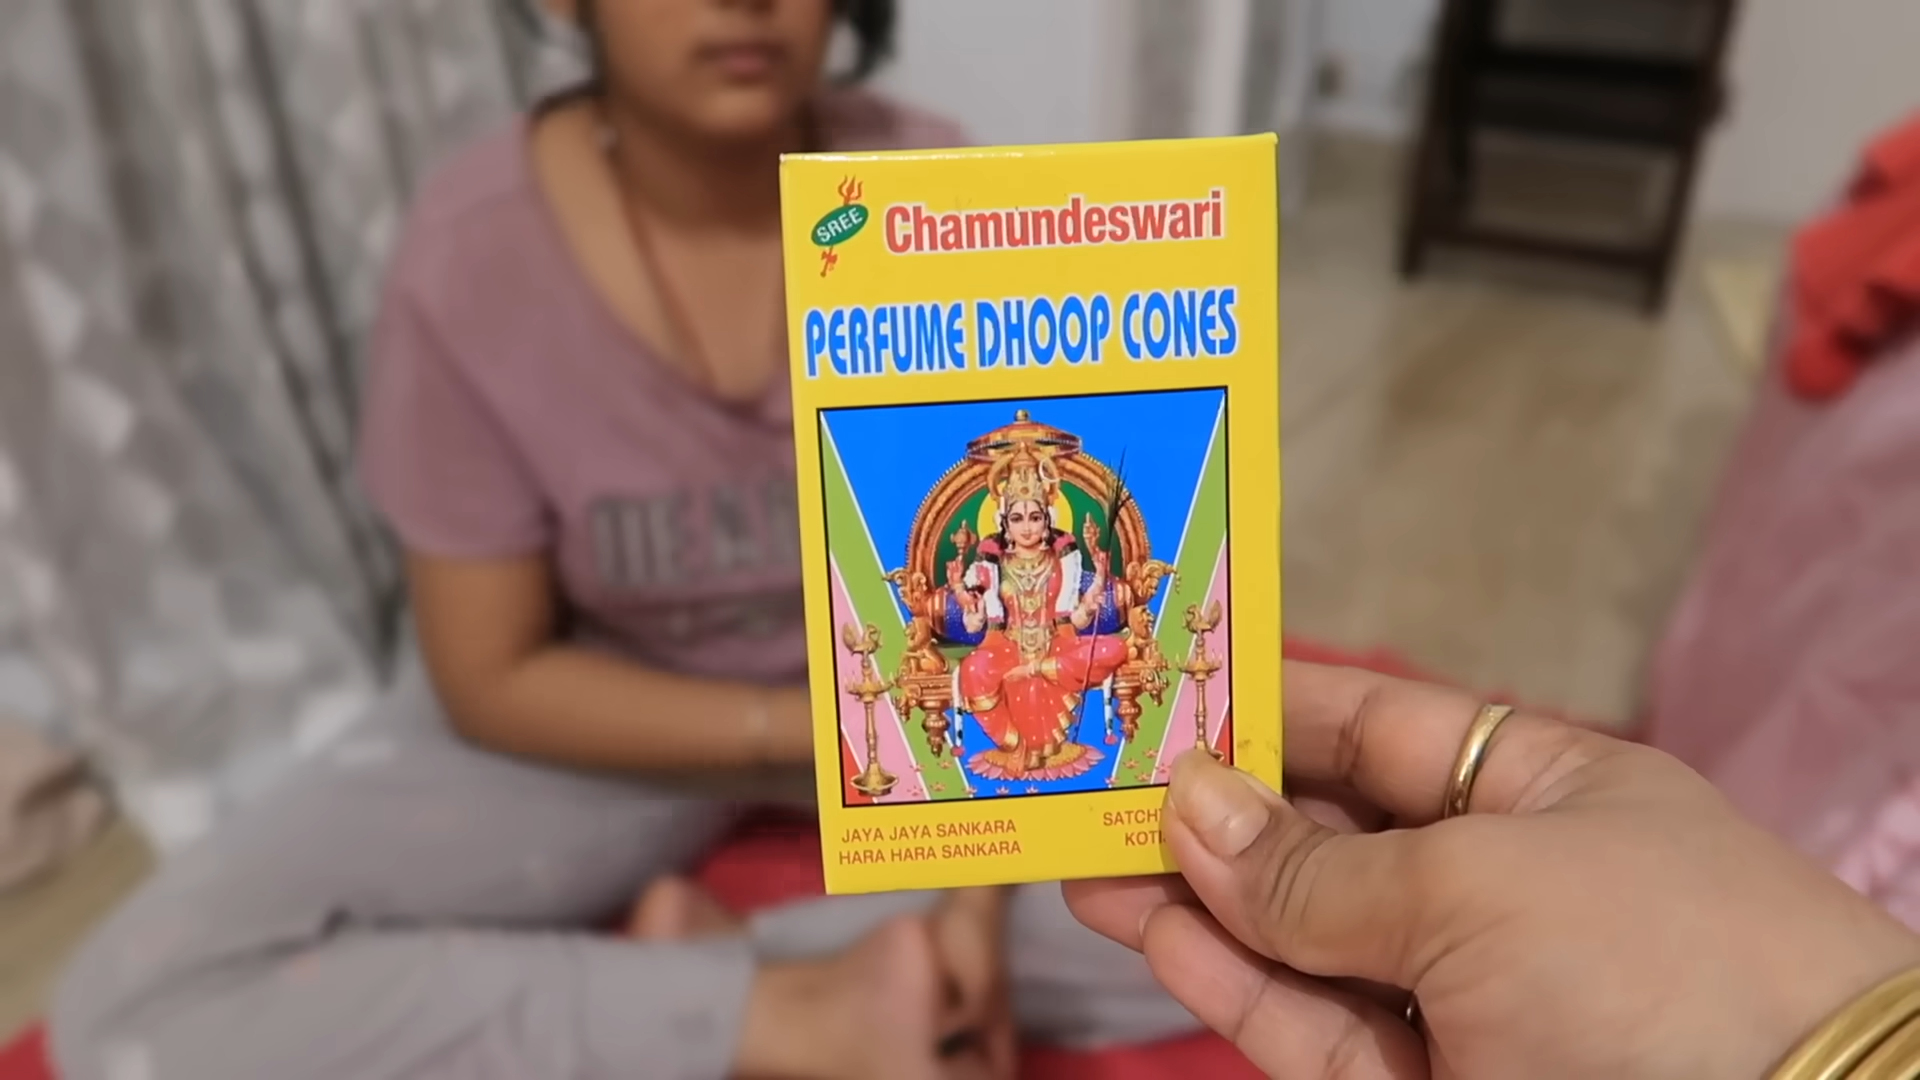 SREE
Chamundeswari
PERFUME DHOOP CONES
JAYA JAYA SANKARA
HARA HARA SANKARA